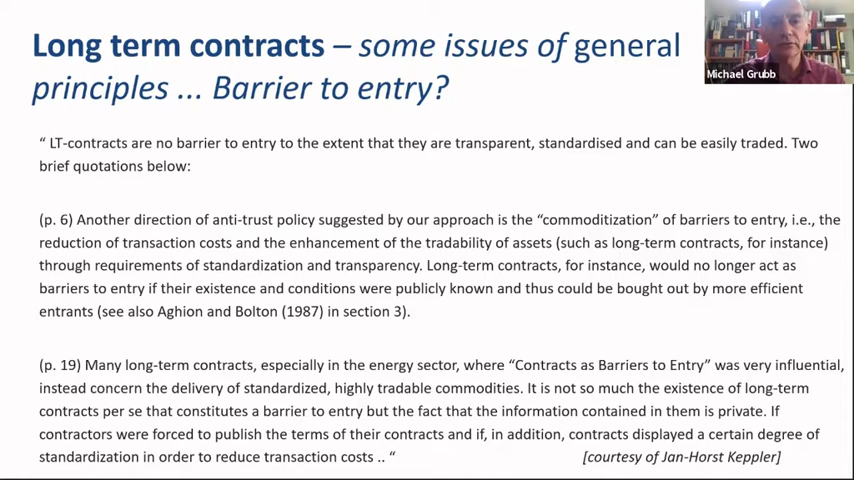 Long term contracts – some issues of general
principles ... Barrier to entry?
Michael Grubb
“ LT-contracts are no barrier to entry to the extent that they are transparent, standardised and can be easily traded. Two
brief quotations below:
(p. 6) Another direction of anti-trust policy suggested by our approach is the “commoditization” of barriers to entry, i.e., the
reduction of transaction costs and the enhancement of the tradability of assets (such as long-term contracts, for instance)
through requirements of standardization and transparency. Long-term contracts, for instance, would no longer act as
barriers to entry if their existence and conditions were publicly known and thus could be bought out by more efficient
entrants (see also Aghion and Bolton (1987) in section 3).
(p. 19) Many long-term contracts, especially in the energy sector, where “Contracts as Barriers to Entry” was very influential,
instead concern the delivery of standardized, highly tradable commodities. It is not so much the existence of long-term
contracts per se that constitutes a barrier to entry but the fact that the information contained in them is private. If
contractors were forced to publish the terms of their contracts and if, in addition, contracts displayed a certain degree of
standardization in order to reduce transaction costs .. “ [courtesy of Jan-Horst Keppler]